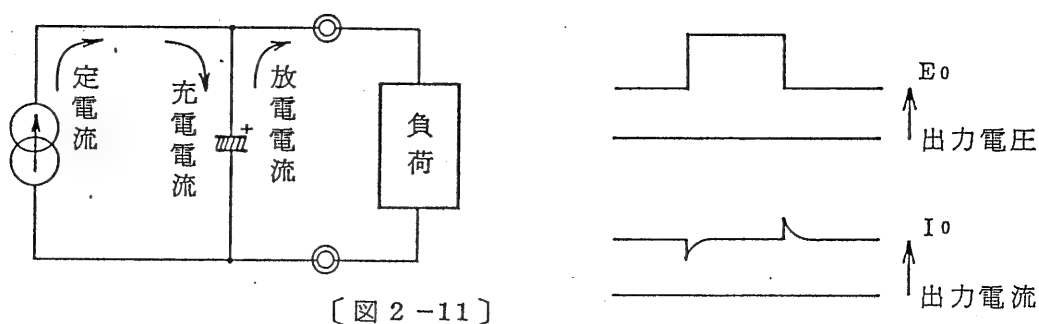 定電流
充電電流
放電電流
負荷
E₀
出力電圧
I₀
出力電流
〔図2-11〕